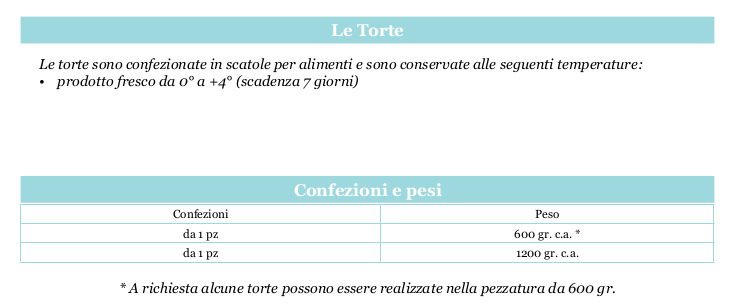 Le Torte
Le torte sono confezionate in scatole per alimenti e sono conservate alle seguenti temperature:
• prodotto fresco da 0° a +4° (scadenza 7 giorni)
Confezioni e pesi
Confezioni Peso
da 1 pz 600 gr. c.a. *
da 1 pz 1200 gr. c.a.
* A richiesta alcune torte possono essere realizzate nella pezzatura da 600 gr.